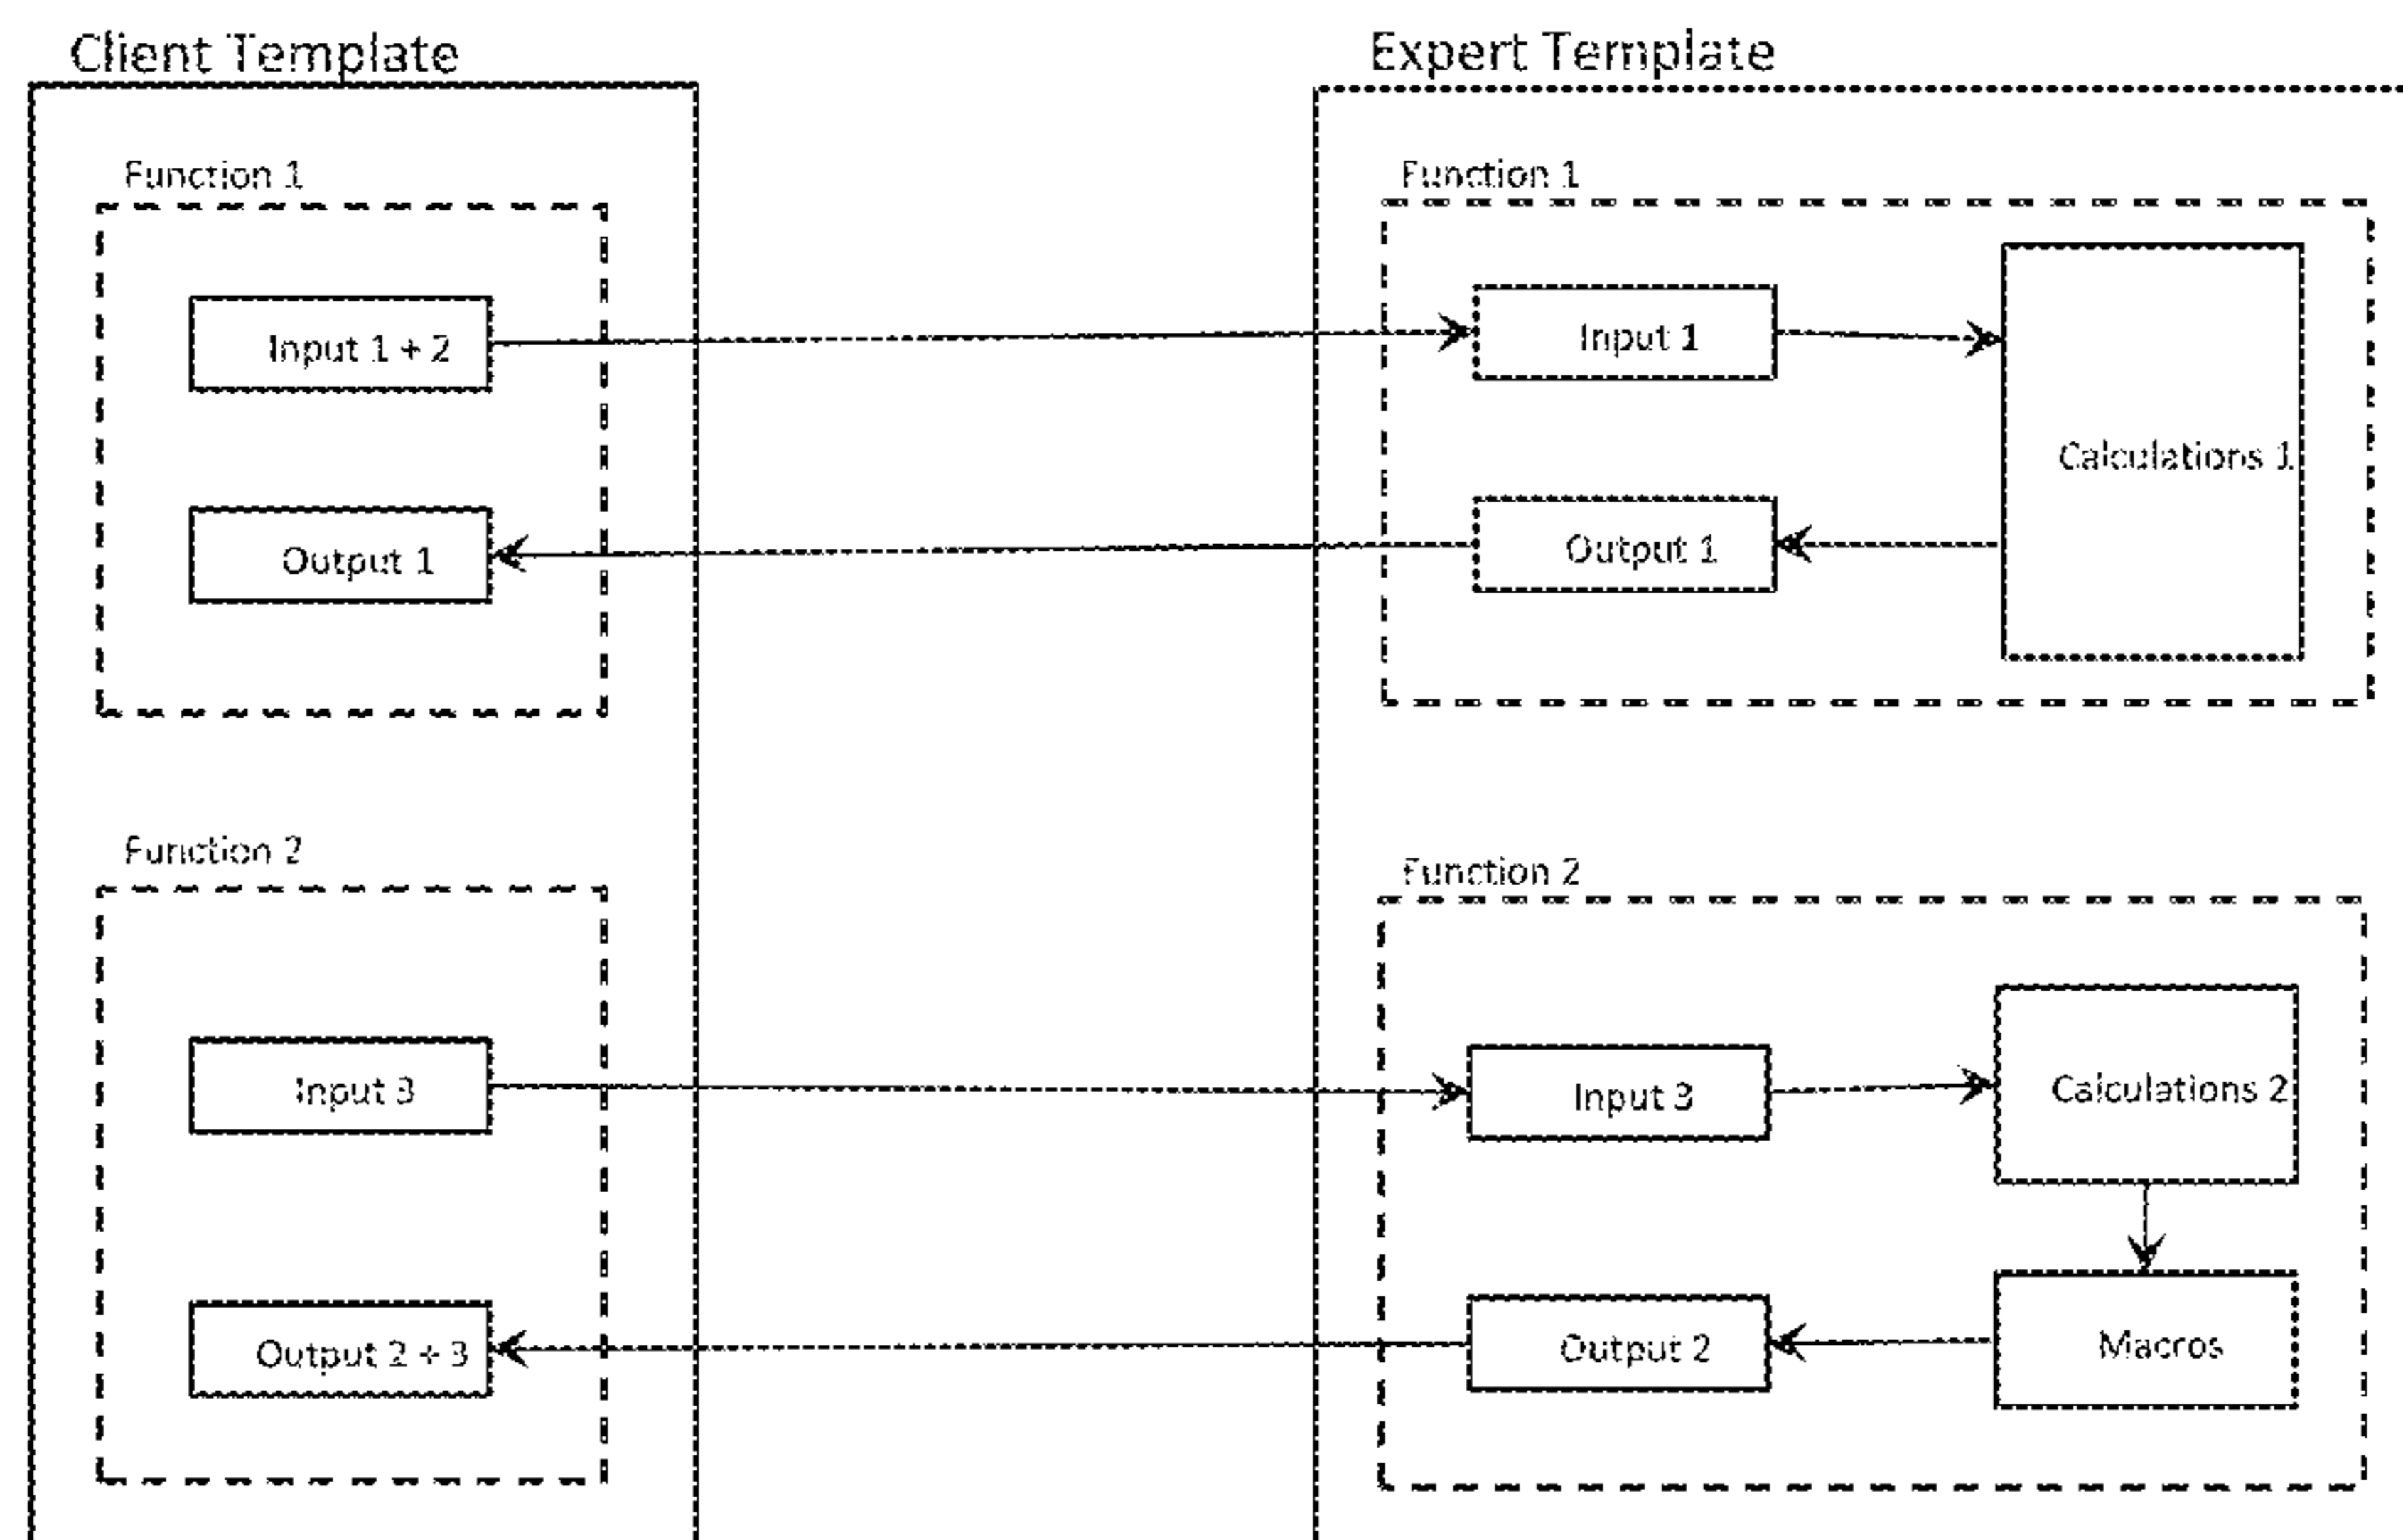 Client Template
Expert Template
Function 1
Input 1 + 2
Output 1
Function 1
Input 1
Calculations 1
Output 1
Function 2
Input 3
Output 2 + 3
Function 2
Input 3
Calculations 2
Output 2
Macros